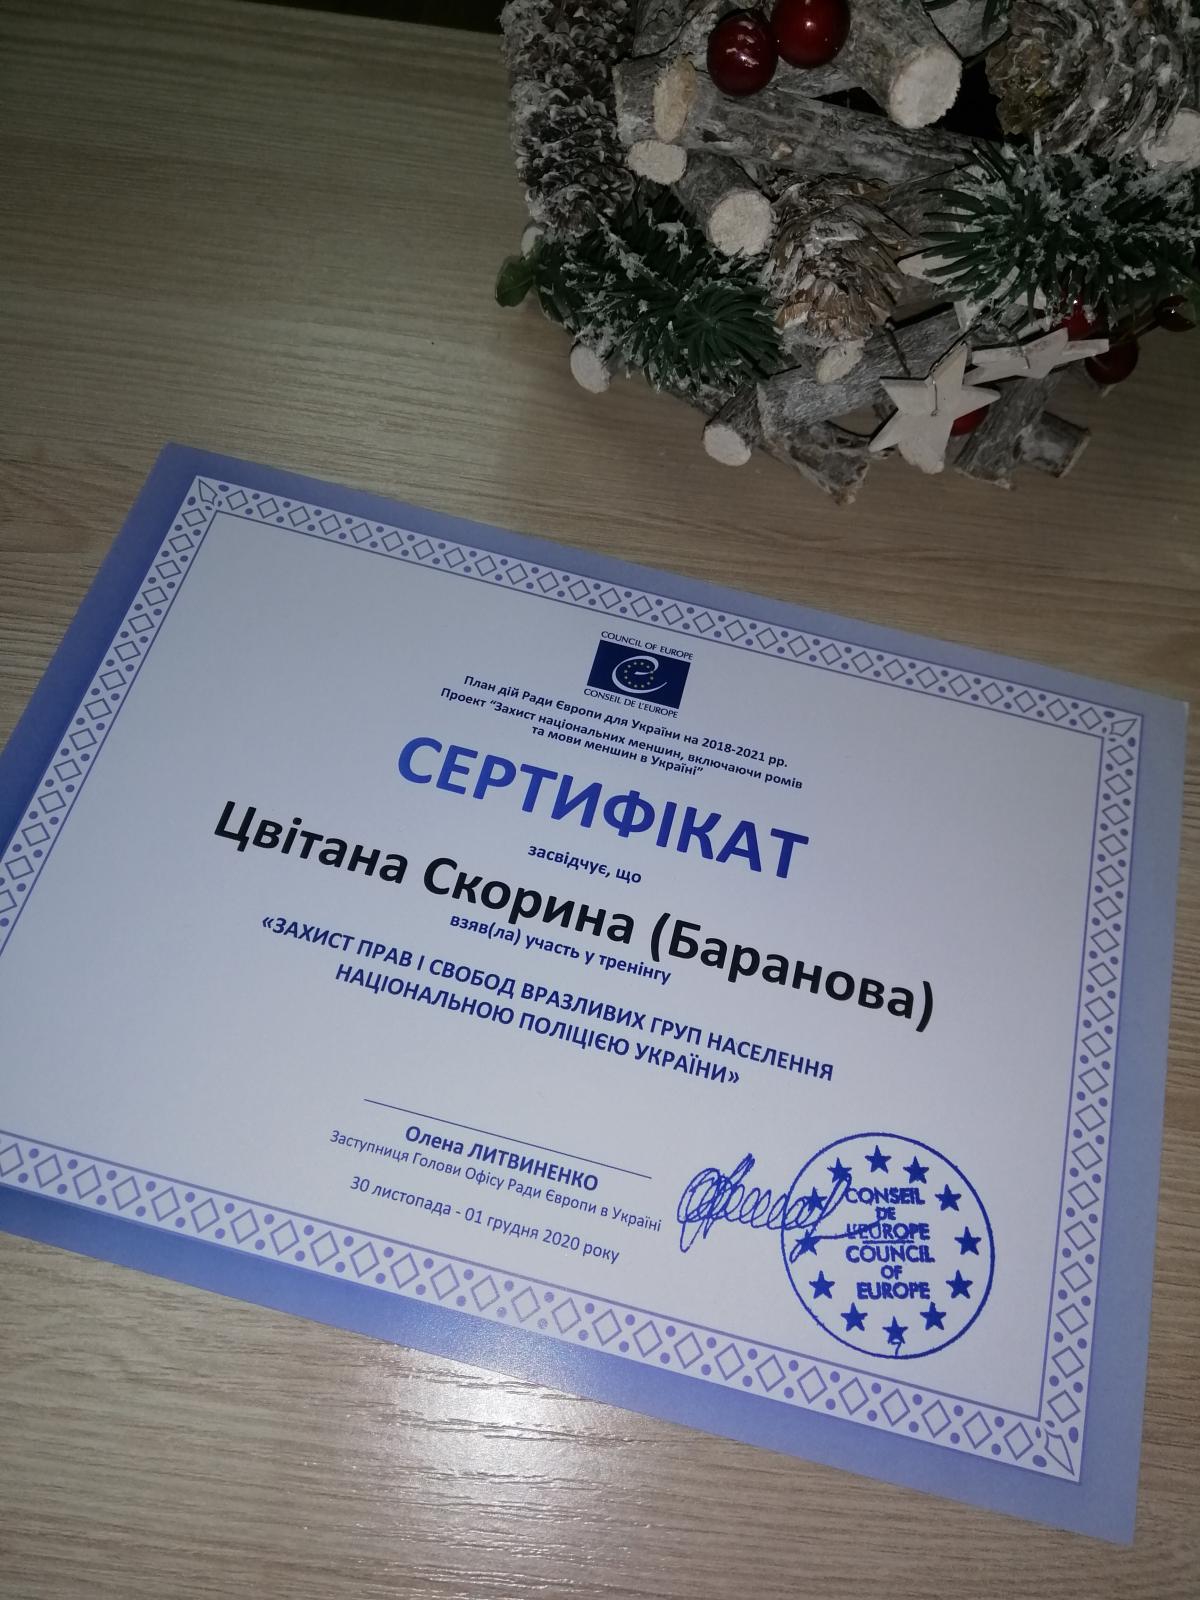 COUNCIL OF EUROPE
CONSEIL DE L'EUROPE
План дій Ради Європи для України на 2018-2021 рр.
Проект “Захист національних меншин, включаючи ромів
та мови меншин в Україні”
СЕРТИФІКАТ
засвідчує, що
Цвітана Скорина (Баранова)
взяв(ла) участь у тренінгу
«ЗАХИСТ ПРАВ І СВОБОД ВРАЗЛИВИХ ГРУП НАСЕЛЕННЯ
НАЦІОНАЛЬНОЮ ПОЛІЦІЄЮ УКРАЇНИ»
Олена ЛИТВИНЕНКО
Заступниця Голови Офісу Ради Європи в Україні
30 листопада - 01 грудня 2020 року
CONSEIL
DE
L'EUROPE
COUNCIL
OF
EUROPE
7